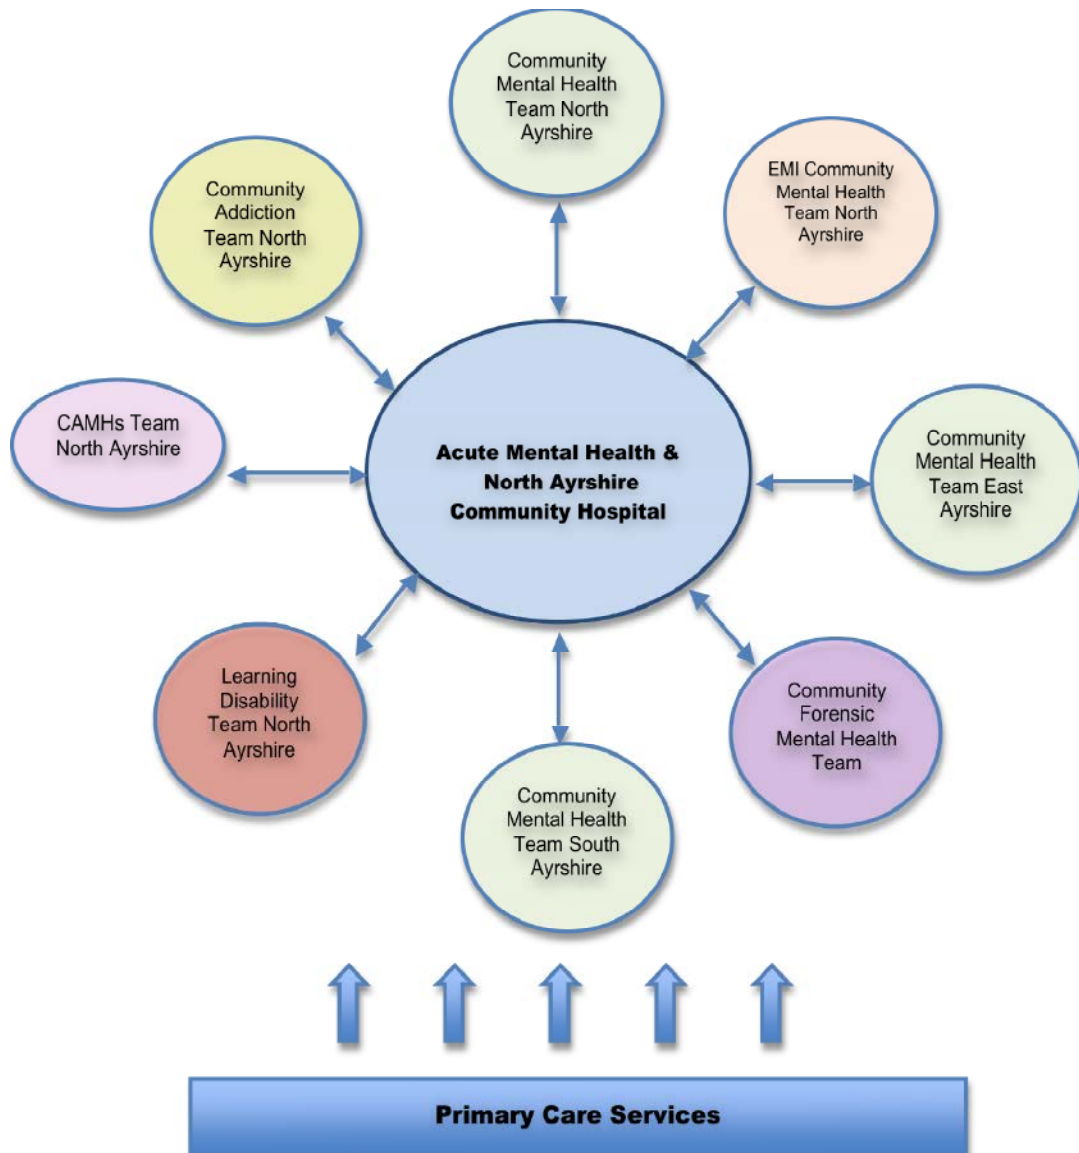 Community
Mental Health
Team North
Ayrshire
EMI Community
Mental Health
Team North
Ayrshire
Community
Addiction
Team North
Ayrshire
CAMHs Team
North Ayrshire
Acute Mental Health &
North Ayrshire
Community Hospital
Community
Mental Health
Team East
Ayrshire
Learning
Disability
Team North
Ayrshire
Community
Forensic
Mental Health
Team
Community
Mental Health
Team South
Ayrshire
Primary Care Services